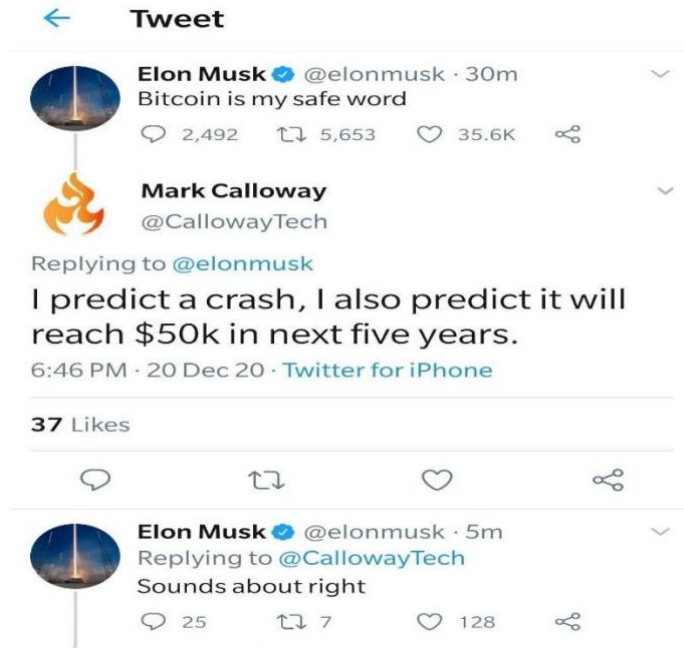 Tweet
Elon Musk @elonmusk · 30m
Bitcoin is my safe word
2,492 5,653 35.6K
Mark Calloway
@CallowayTech
Replying to @elonmusk
I predict a crash, I also predict it will
reach $50k in next five years.
6:46 PM · 20 Dec 20 · Twitter for iPhone
37 Likes
Elon Musk @elonmusk · 5m
Replying to @CallowayTech
Sounds about right
25 7 128